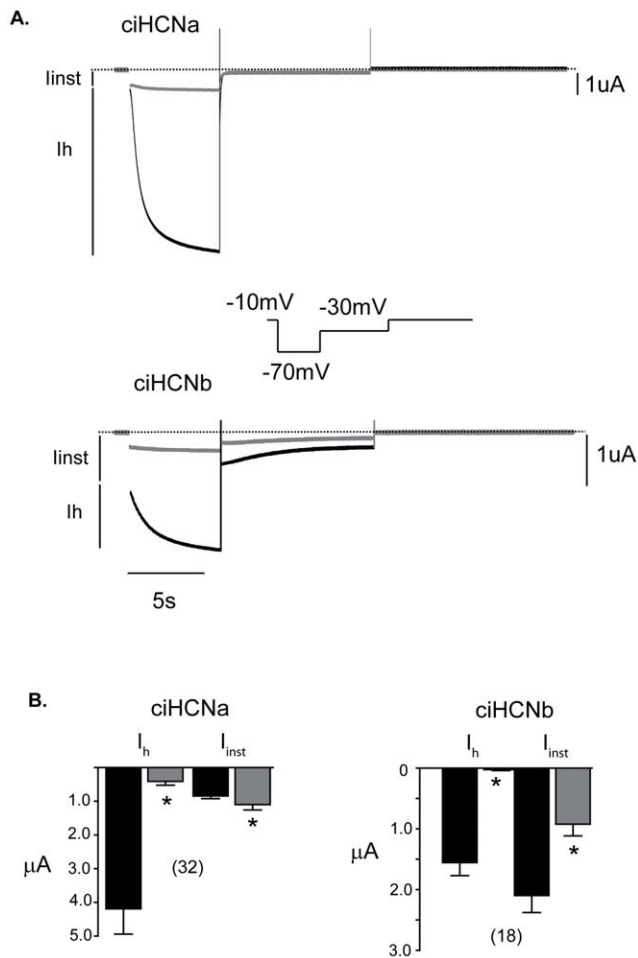 A.
ciHCNa
Iinst
1uA
Ih
-10mV -30mV
-70mV
ciHCNb
Iinst
1uA
Ih
5s
B.
ciHCNa ciHCNb
Ih Iinst Ih Iinst
0
1.0 * * * 1.0 *
2.0
μA (32) μA
3.0 2.0
4.0
5.0 (18)
3.0